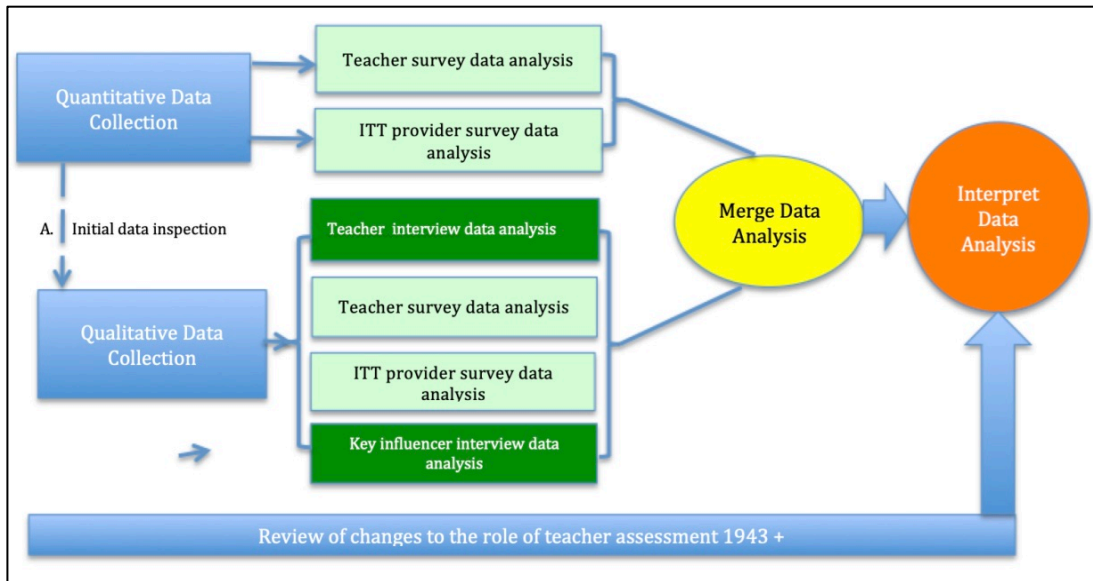 Teacher survey data analysis
Quantitative Data
Collection
ITT provider survey data
analysis
A. Initial data inspection
Teacher interview data analysis
Teacher survey data analysis
Qualitative Data
Collection
ITT provider survey data
analysis
Key influencer interview data
analysis
Merge Data
Analysis
Interpret
Data
Analysis
Review of changes to the role of teacher assessment 1943 +